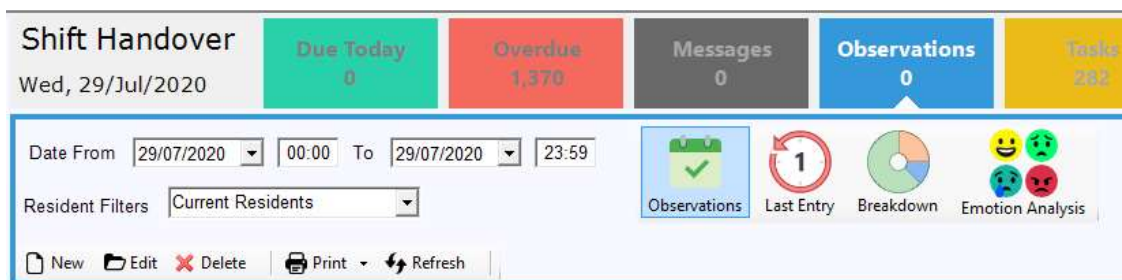 Shift Handover
Wed, 29/Jul/2020
Due Today
0
Overdue
1,370
Messages
0
Observations
0
Tasks
282
Date From 29/07/2020 00:00 To 29/07/2020 23:59
Resident Filters Current Residents
1
Observations Last Entry Breakdown Emotion Analysis
New Edit Delete Print Refresh